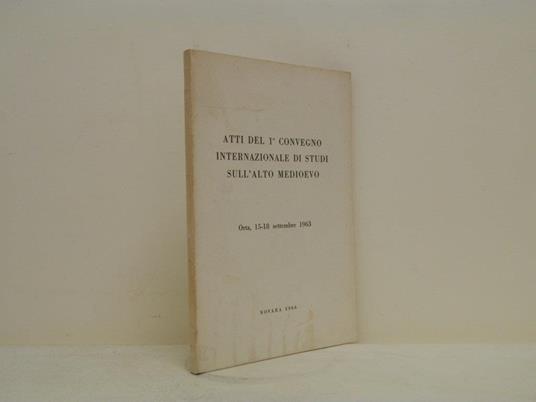 ATTI DEL 1° CONVEGNO
INTERNAZIONALE DI STUDI
SULL'ALTO MEDIOEVO
Orta, 15-18 settembre 1963
NOVARA 1966